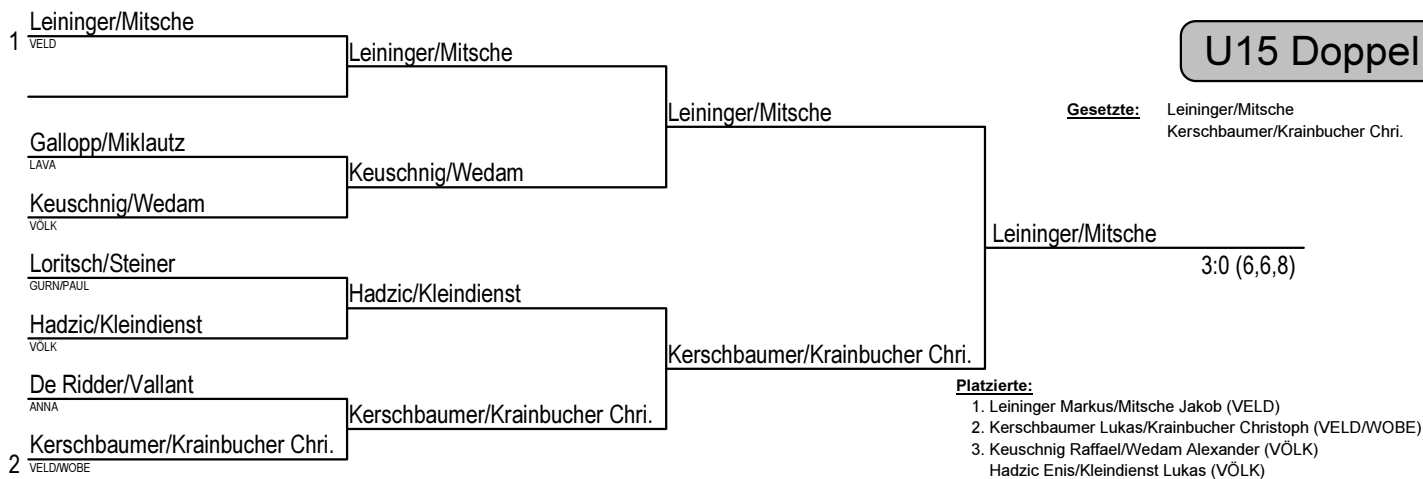 U15 Doppel
Gesetzte: Leininger/Mitsche
Kerschbaumer/Krainbucher Chri.
1
Leininger/Mitsche
VELD
Gallopp/Miklautz
LAVA
Keuschnig/Wedam
VÖLK
Loritsch/Steiner
GURN/PAUL
Hadzic/Kleindienst
VÖLK
De Ridder/Vallant
ANNA
2
Kerschbaumer/Krainbucher Chri.
VELD/WOBE
Leininger/Mitsche
Keuschnig/Wedam
Hadzic/Kleindienst
Kerschbaumer/Krainbucher Chri.
Leininger/Mitsche
Kerschbaumer/Krainbucher Chri.
Leininger/Mitsche
3:0 (6,6,8)
Platzierte:
1. Leininger Markus/Mitsche Jakob (VELD)
2. Kerschbaumer Lukas/Krainbucher Christoph (VELD/WOBE)
3. Keuschnig Raffael/Wedam Alexander (VÖLK)
Hadzic Enis/Kleindienst Lukas (VÖLK)